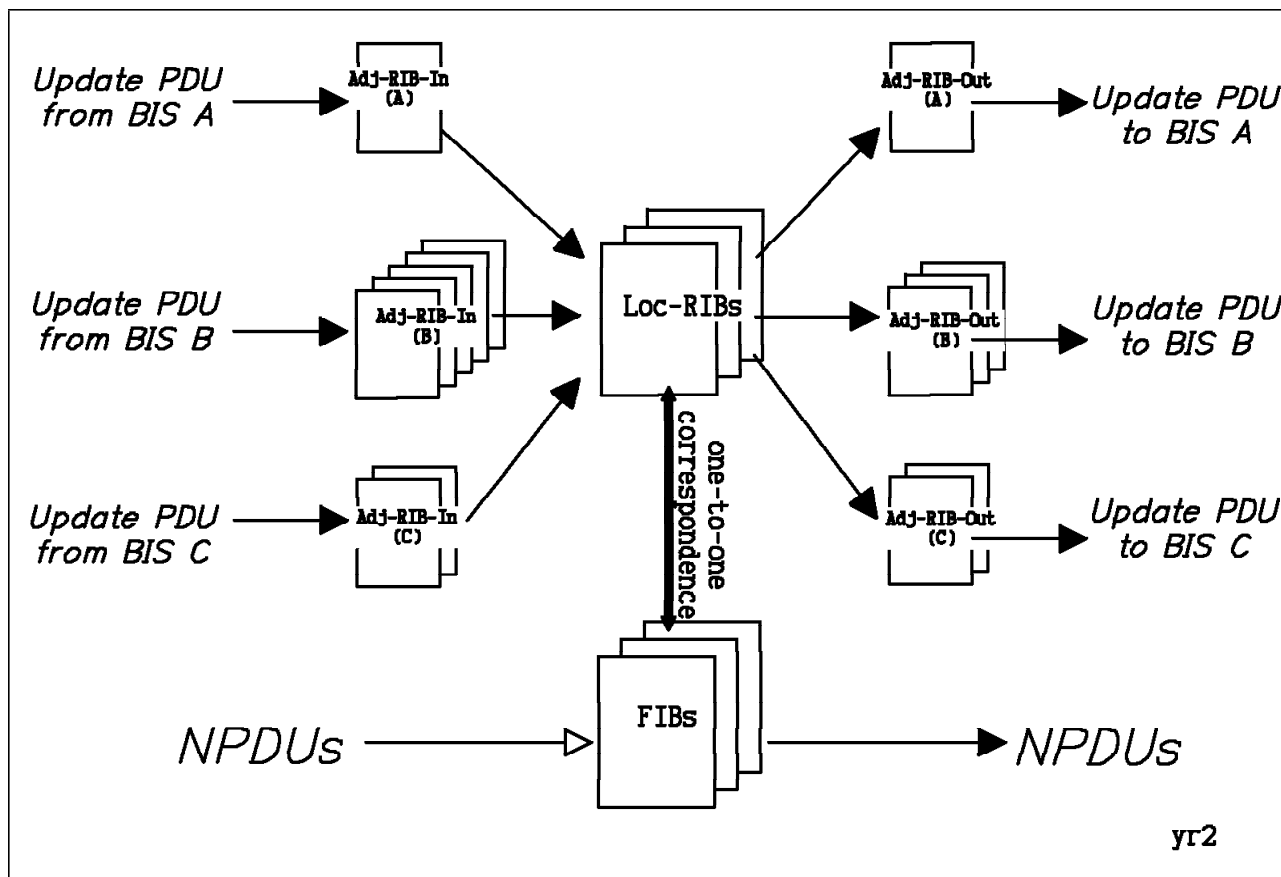 Update PDU
from BIS A
Adj-RIB-In
(A)
Adj-RIB-Out
(A)
Update PDU
to BIS A
Update PDU
from BIS B
Adj-RIB-In
(B)
Loc-RIBs
Adj-RIB-Out
(B)
Update PDU
to BIS B
one-to-one
correspondence
Update PDU
from BIS C
Adj-RIB-In
(C)
Adj-RIB-Out
(C)
Update PDU
to BIS C
NPDUs
FIBs
NPDUs
yr2